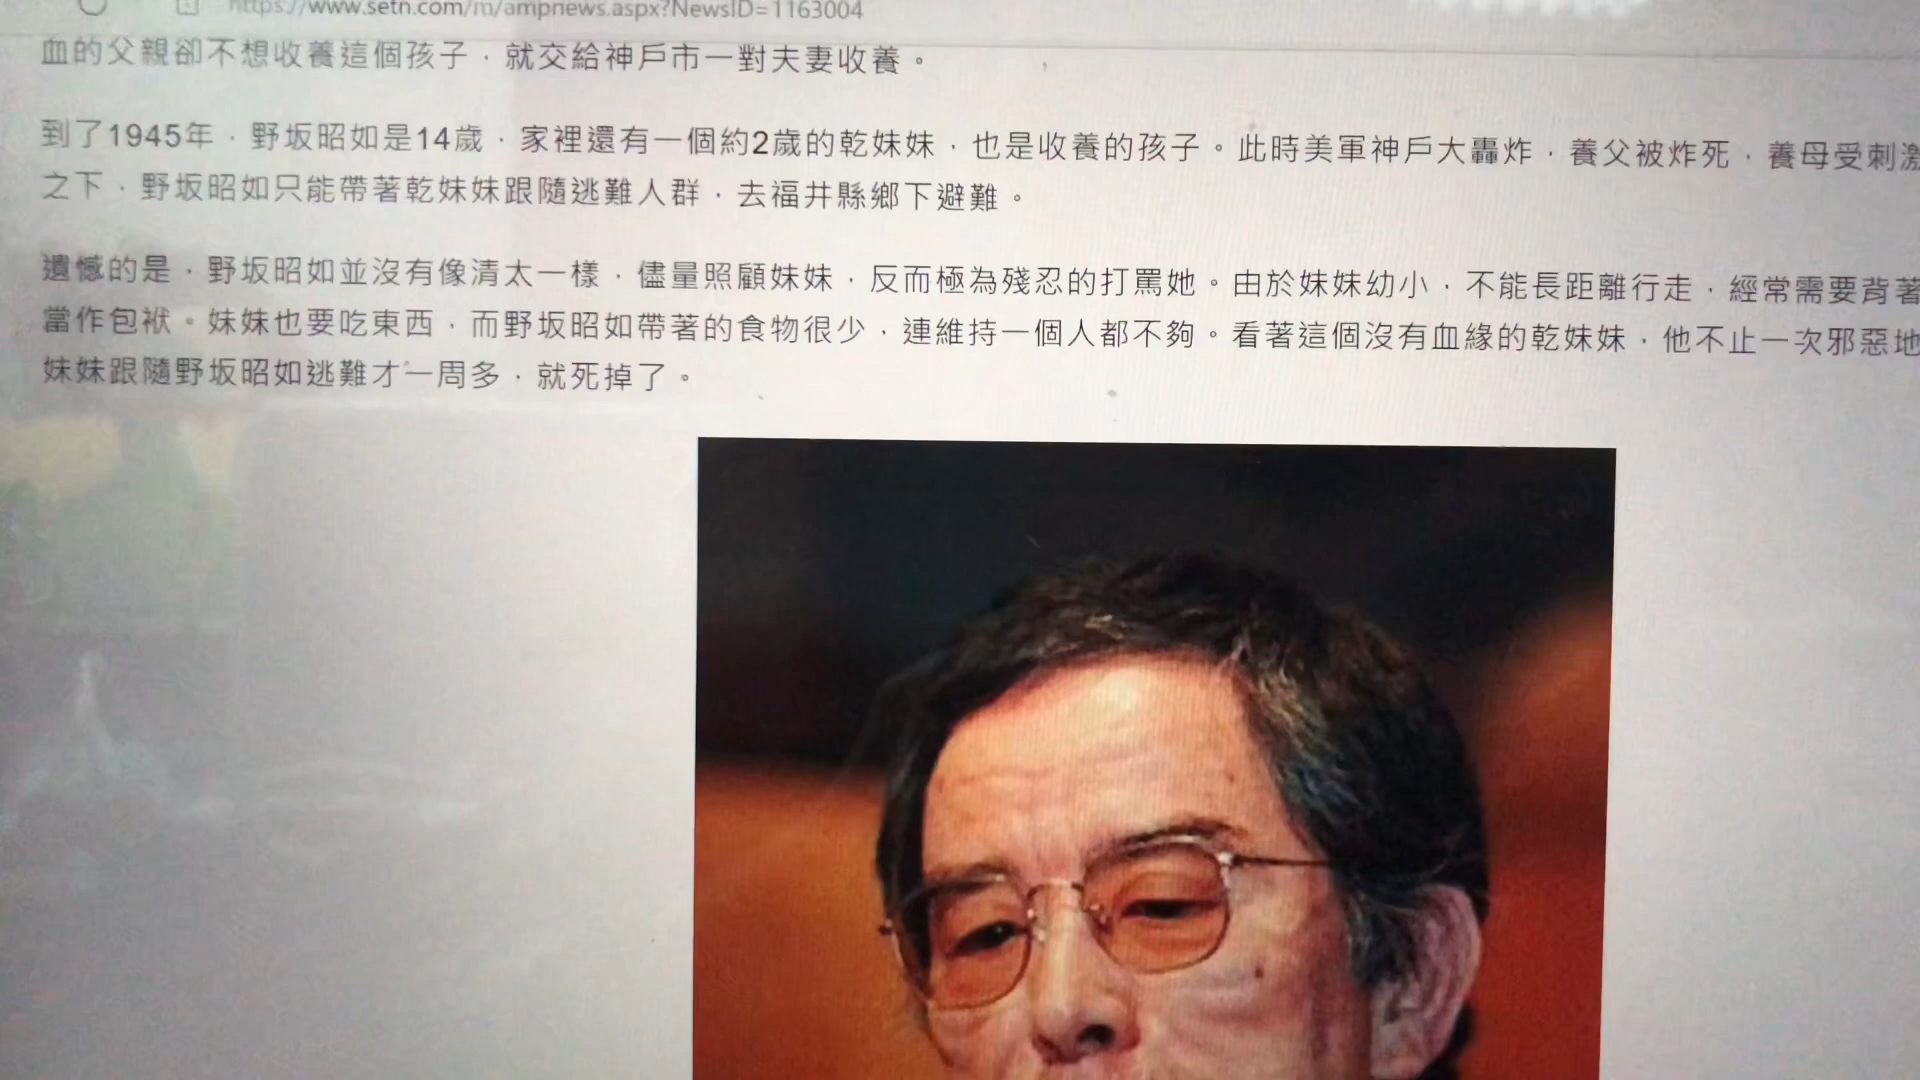 https://www.setn.com/m/ampnews.aspx?NewsID=1163004
血的父親卻不想收養這個孩子，就交給神戶市一對夫妻收養。
到了1945年，野坂昭如是14歲，家裡還有一個約2歲的乾妹妹，也是收養的孩子。此時美軍神戶大轟炸，養父被炸死，養母受刺激
之下，野坂昭如只能帶著乾妹妹跟隨逃難人群，去福井縣鄉下避難。
遺憾的是，野坂昭如並沒有像清太一樣，儘量照顧妹妹，反而極為殘忍的打罵她。由於妹妹幼小，不能長距離行走，經常需要背著
當作包袱。妹妹也要吃東西，而野坂昭如帶著的食物很少，連維持一個人都不夠。看著這個沒有血緣的乾妹妹，他不止一次邪惡地
妹妹跟隨野坂昭如逃難才一周多，就死掉了。